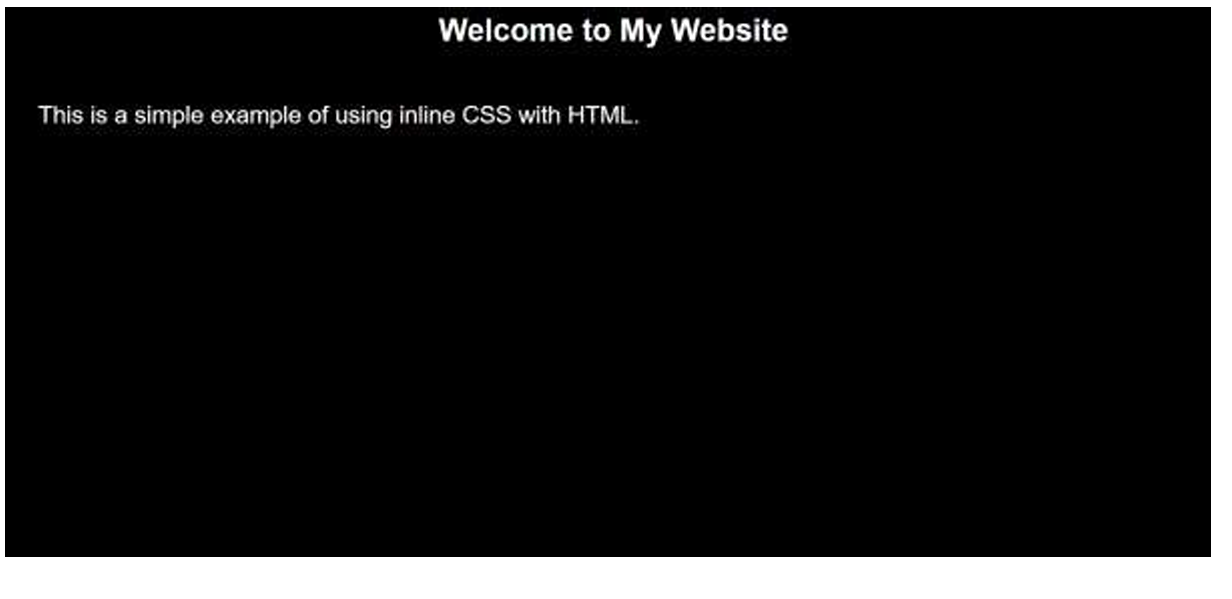 Welcome to My Website
This is a simple example of using inline CSS with HTML.